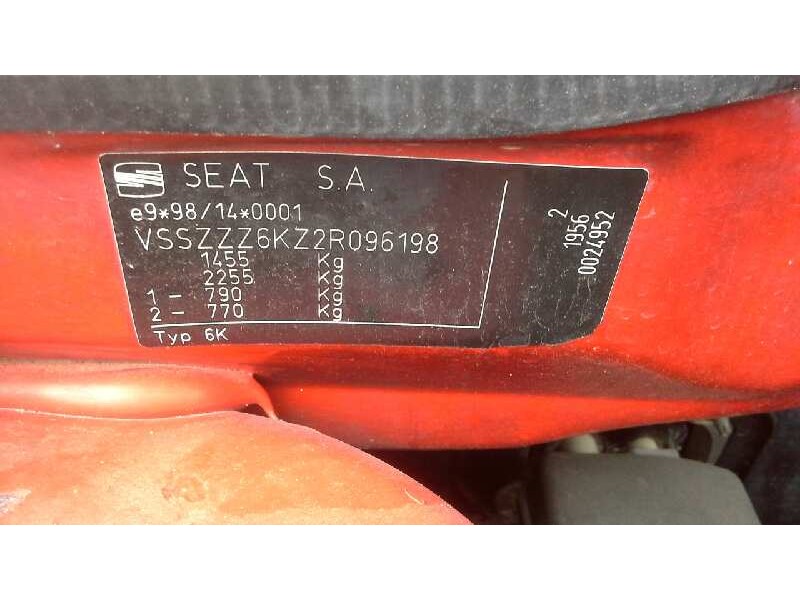 SEAT S.A.
e9*98/14*0001
VSSZZZ6KZ2R096198
1455 Kg
2255 Kg
1 - 790 Kg
2 - 770 Kg
Typ 6K
2
1956
0024952